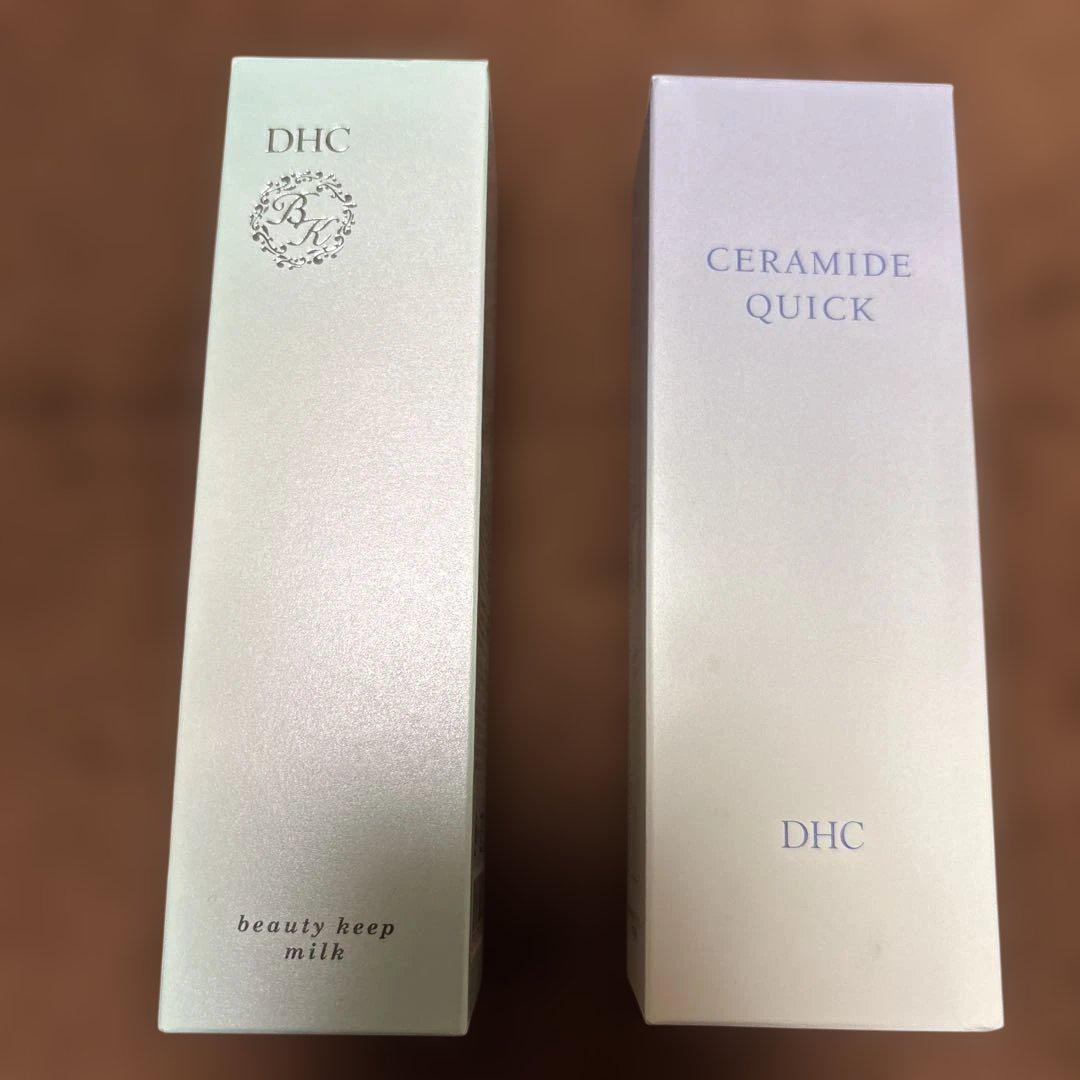 DHC
BK
beauty keep
milk
CERAMIDE
QUICK
DHC